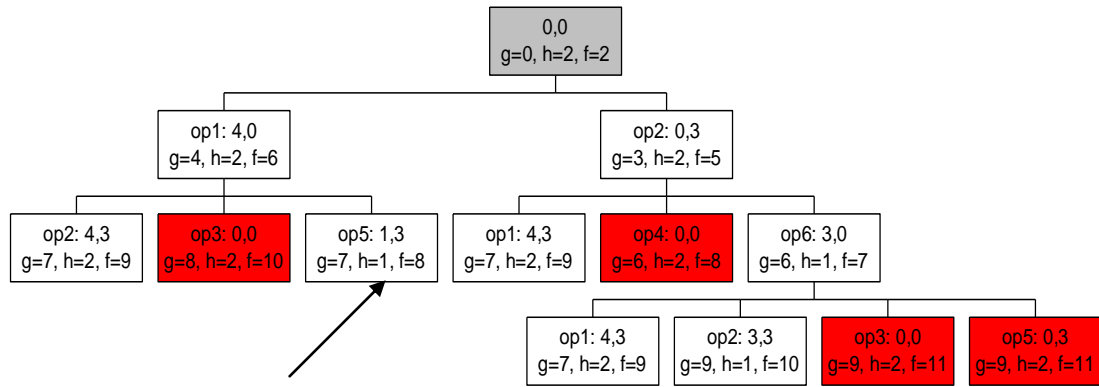 0,0
g=0, h=2, f=2
op1: 4,0
g=4, h=2, f=6
op2: 0,3
g=3, h=2, f=5
op2: 4,3
g=7, h=2, f=9
op3: 0,0
g=8, h=2, f=10
op5: 1,3
g=7, h=1, f=8
op1: 4,3
g=7, h=2, f=9
op4: 0,0
g=6, h=2, f=8
op6: 3,0
g=6, h=1, f=7
op1: 4,3
g=7, h=2, f=9
op2: 3,3
g=9, h=1, f=10
op3: 0,0
g=9, h=2, f=11
op5: 0,3
g=9, h=2, f=11